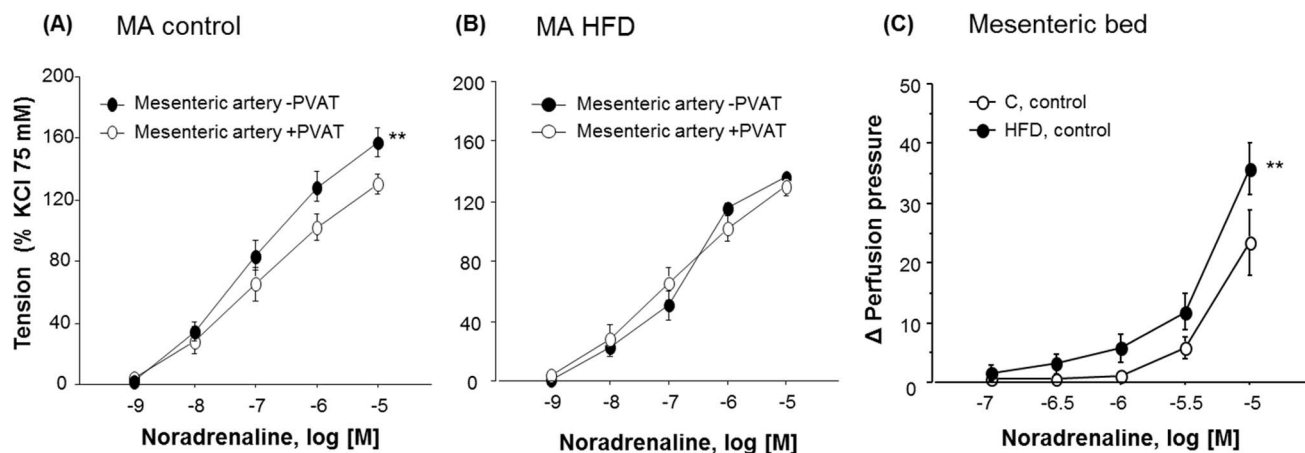 (A) MA control
200
160
120
80
40
0
Tension (% KCl 75 mM)
Mesenteric artery -PVAT
Mesenteric artery +PVAT
**
-9 -8 -7 -6 -5
Noradrenaline, log [M]
(B) MA HFD
200
160
120
80
40
0
Mesenteric artery -PVAT
Mesenteric artery +PVAT
-9 -8 -7 -6 -5
Noradrenaline, log [M]
(C) Mesenteric bed
50
40
30
20
10
0
Δ Perfusion pressure
C, control
HFD, control
**
-7 -6.5 -6 -5.5 -5
Noradrenaline, log [M]